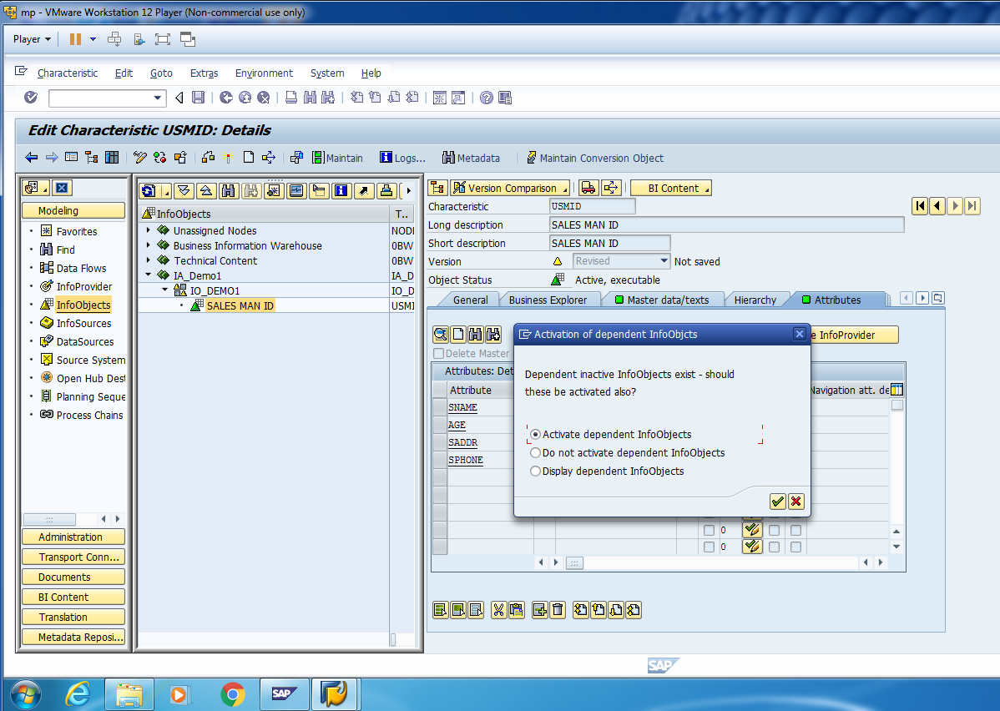 mp - VMware Workstation 12 Player (Non-commercial use only)
Player
Characteristic Edit Goto Extras Environment System Help
Edit Characteristic USMID: Details
Maintain Logs... Metadata Maintain Conversion Object
Modeling
Favorites
Find
Data Flows
InfoProvider
InfoObjects
InfoSources
DataSources
Source System
Open Hub Dest
Planning Seque
Process Chains
Administration
Transport Conn...
Documents
BI Content
Translation
Metadata Reposi...
InfoObjects T..
Unassigned Nodes NODI
Business Information Warehouse 0BW
Technical Content 0BW
IA_Demo1 IA_D
IO_DEMO1 IO_D
SALES MAN ID USMI
Version Comparison BI Content
Characteristic USMID
Long description SALES MAN ID
Short description SALES MAN ID
Version Revised Not saved
Object Status Active, executable
General Business Explorer Master data/texts Hierarchy Attributes
e InfoProvider
Delete Master
Attributes: Det
Attribute Navigation att. de
SNAME
AGE
SADDR
SPHONE
0
0
Activation of dependent InfoObjcts
Dependent inactive InfoObjects exist - should
these be activated also?
Activate dependent InfoObjects
Do not activate dependent InfoObjects
Display dependent InfoObjects
SAP
SAP